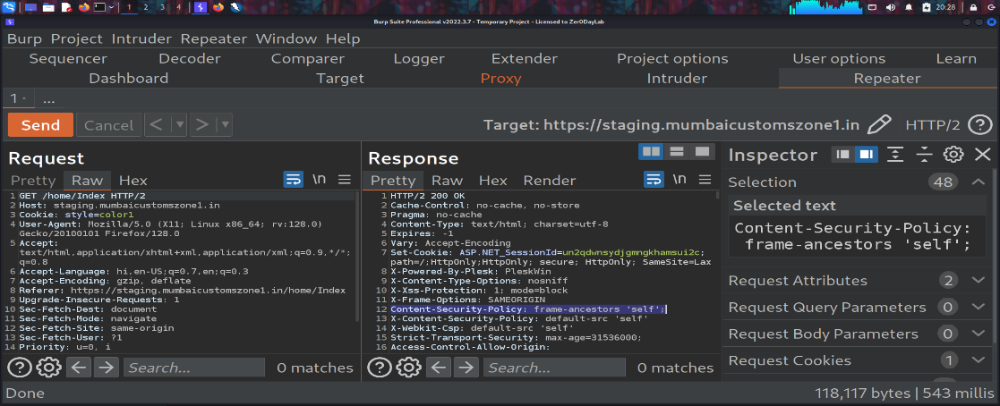 1 2 3 4
20:28
Burp Suite Professional v2022.3.7 - Temporary Project - Licensed to Zer0DayLab
Burp Project Intruder Repeater Window Help
Sequencer Decoder Comparer Logger Extender Project options User options Learn
Dashboard Target Proxy Intruder Repeater
1 ...
Send Cancel < > Target: https://staging.mumbaicustomszone1.in HTTP/2 ?
Request
Pretty Raw Hex \n
1 GET /home/Index HTTP/2
2 Host: staging.mumbaicustomszone1.in
3 Cookie: style=color1
4 User-Agent: Mozilla/5.0 (X11; Linux x86_64; rv:128.0)
Gecko/20100101 Firefox/128.0
5 Accept:
text/html,application/xhtml+xml,application/xml;q=0.9,*/*;
q=0.8
6 Accept-Language: hi,en-US;q=0.7,en;q=0.3
7 Accept-Encoding: gzip, deflate
8 Referer: https://staging.mumbaicustomszone1.in/home/Index
9 Upgrade-Insecure-Requests: 1
10 Sec-Fetch-Dest: document
11 Sec-Fetch-Mode: navigate
12 Sec-Fetch-Site: same-origin
13 Sec-Fetch-User: ?1
14 Priority: u=0, i
? Search... 0 matches
Response
Pretty Raw Hex Render \n
1 HTTP/2 200 OK
2 Cache-Control: no-cache, no-store
3 Pragma: no-cache
4 Content-Type: text/html; charset=utf-8
5 Expires: -1
6 Vary: Accept-Encoding
7 Set-Cookie: ASP.NET_SessionId=un2qdwnsydjgmngkhamsui2c;
path=/;HttpOnly;HttpOnly; secure; HttpOnly; SameSite=Lax
8 X-Powered-By-Plesk: PleskWin
9 X-Content-Type-Options: nosniff
10 X-Xss-Protection: 1; mode=block
11 X-Frame-Options: SAMEORIGIN
12 Content-Security-Policy: frame-ancestors 'self';
13 X-Content-Security-Policy: default-src 'self'
14 X-Webkit-Csp: default-src 'self'
15 Strict-Transport-Security: max-age=31536000;
16 Access-Control-Allow-Origin:
? Search... 0 matches
Inspector
Selection 48
Selected text
Content-Security-Policy:
frame-ancestors 'self';
Request Attributes 2
Request Query Parameters 0
Request Body Parameters 0
Request Cookies 1
Done
118,117 bytes | 543 millis